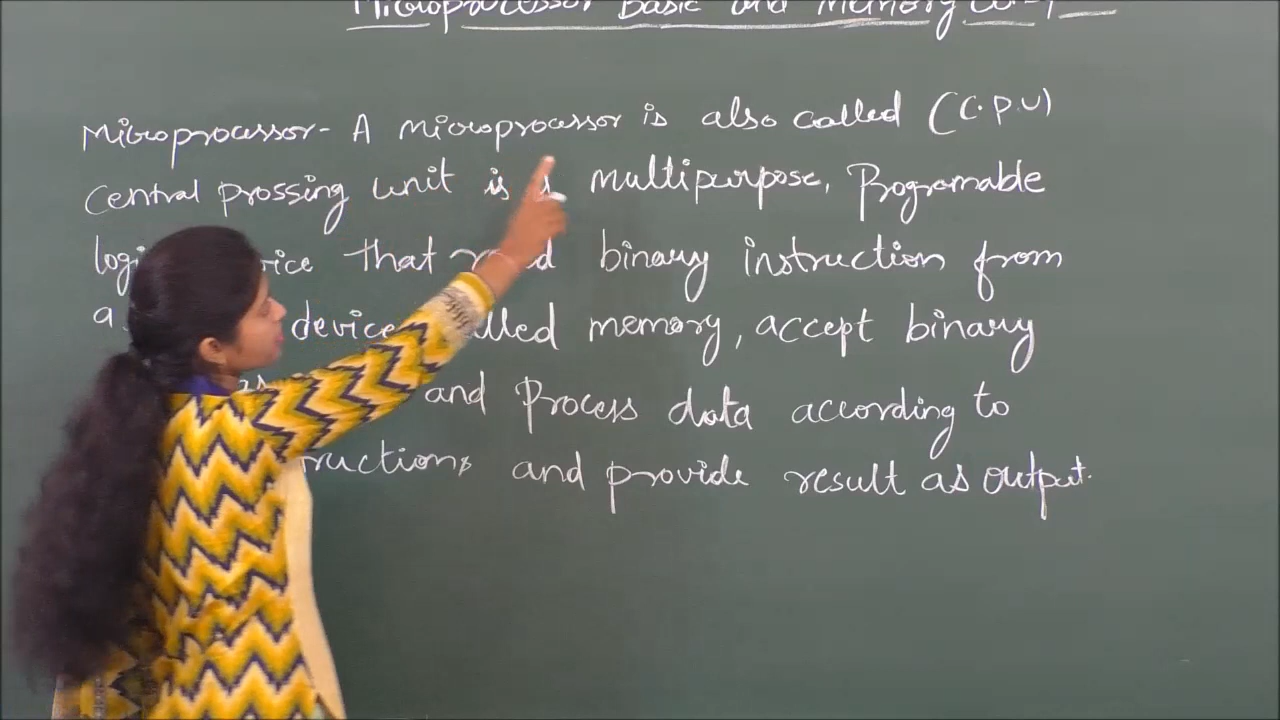 Microprocessor Basic and Memory
Microprocessor - A microprocessor is also called (C.P.U)
central prossing unit is multipurpose, Programable
that binary instruction from
device memory, accept binary
and Process data according to
and provide result as output.